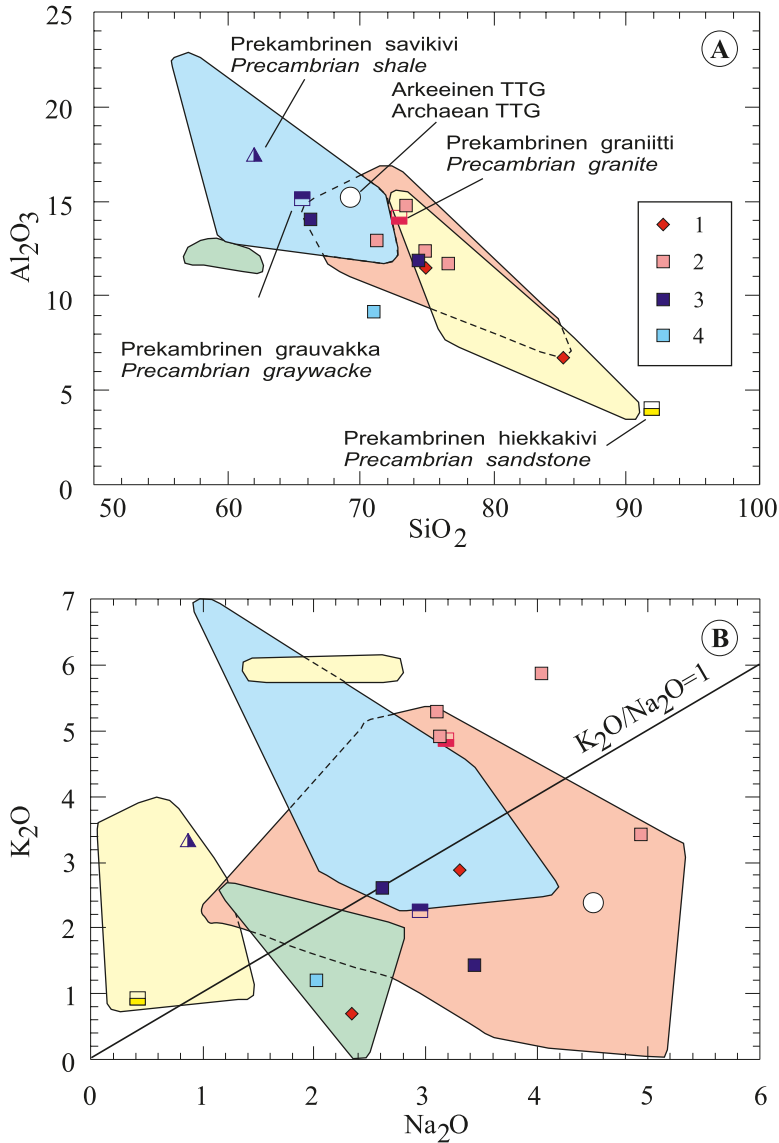 25
20
15
10
5
0
Al₂O₃
A
Prekambrinen savikivi
Precambrian shale
Arkeeinen TTG
Archaean TTG
Prekambrinen graniitti
Precambrian granite
1
2
3
4
Prekambrinen grauvakka
Precambrian graywacke
Prekambrinen hiekkakivi
Precambrian sandstone
50 60 70 80 90 100
SiO₂
7
6
5
4
3
2
1
0
K₂O
B
K₂O/Na₂O=1
0 1 2 3 4 5 6
Na₂O